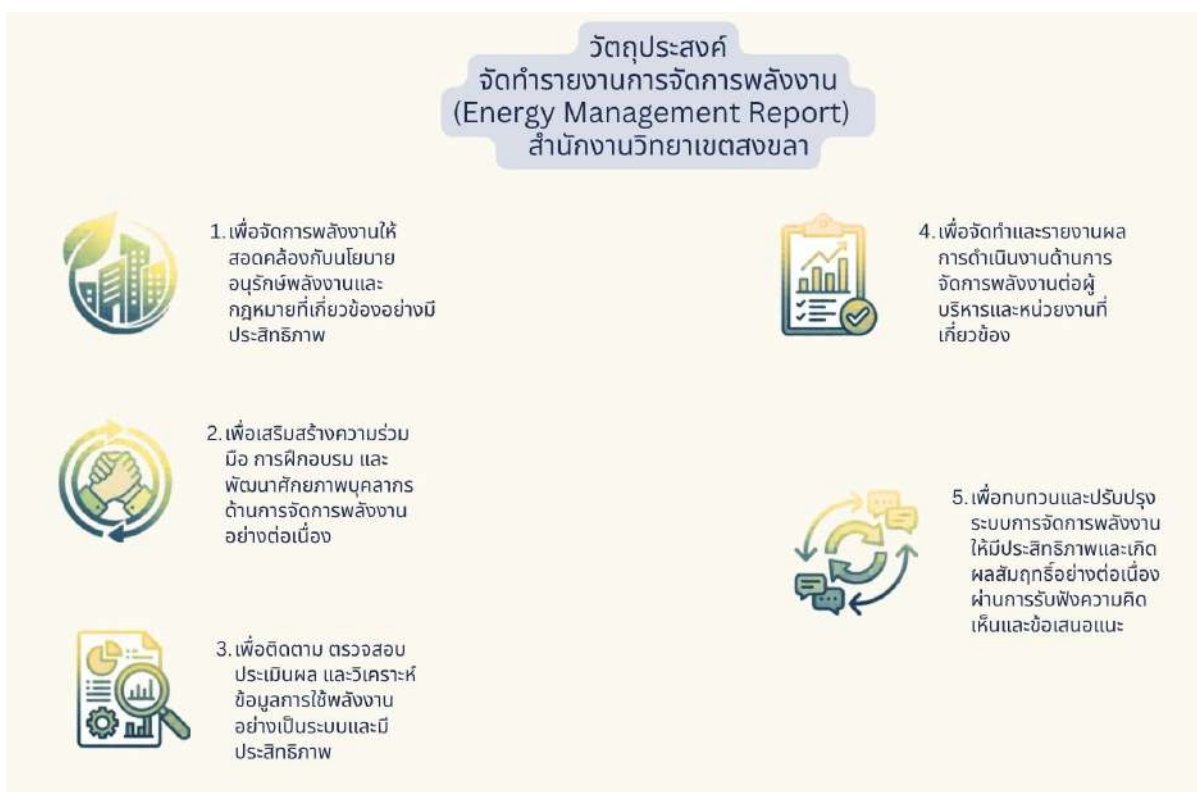 วัตถุประสงค์
จัดทำรายงานการจัดการพลังงาน
(Energy Management Report)
สำนักงานวิทยาเขตสงขลา
1. เพื่อจัดการพลังงานให้
สอดคล้องกับนโยบาย
อนุรักษ์พลังงานและ
กฎหมายที่เกี่ยวข้องอย่างมี
ประสิทธิภาพ
2. เพื่อเสริมสร้างความร่วม
มือ การฝึกอบรม และ
พัฒนาศักยภาพบุคลากร
ด้านการจัดการพลังงาน
อย่างต่อเนื่อง
3. เพื่อติดตาม ตรวจสอบ
ประเมินผล และวิเคราะห์
ข้อมูลการใช้พลังงาน
อย่างเป็นระบบและมี
ประสิทธิภาพ
4. เพื่อจัดทำและรายงานผล
การดำเนินงานด้านการ
จัดการพลังงานต่อผู้
บริหารและหน่วยงานที่
เกี่ยวข้อง
5. เพื่อทบทวนและปรับปรุง
ระบบการจัดการพลังงาน
ให้มีประสิทธิภาพและเกิด
ผลสัมฤทธิ์อย่างต่อเนื่อง
ผ่านการรับฟังความคิด
เห็นและข้อเสนอแนะ